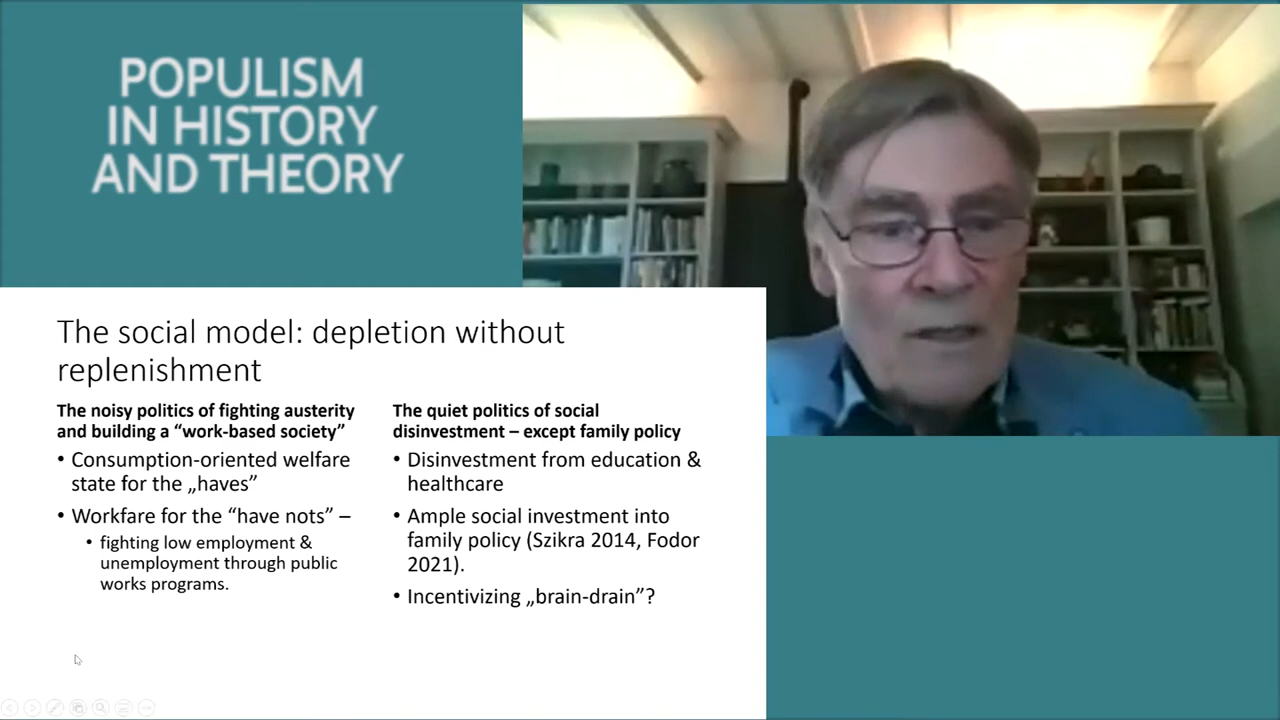 POPULISM
IN HISTORY
AND THEORY
The social model: depletion without
replenishment
The noisy politics of fighting austerity
and building a “work-based society”
• Consumption-oriented welfare
state for the „haves”
• Workfare for the “have nots” –
• fighting low employment &
unemployment through public
works programs.
The quiet politics of social
disinvestment – except family policy
• Disinvestment from education &
healthcare
• Ample social investment into
family policy (Szikra 2014, Fodor
2021).
• Incentivizing „brain-drain”?